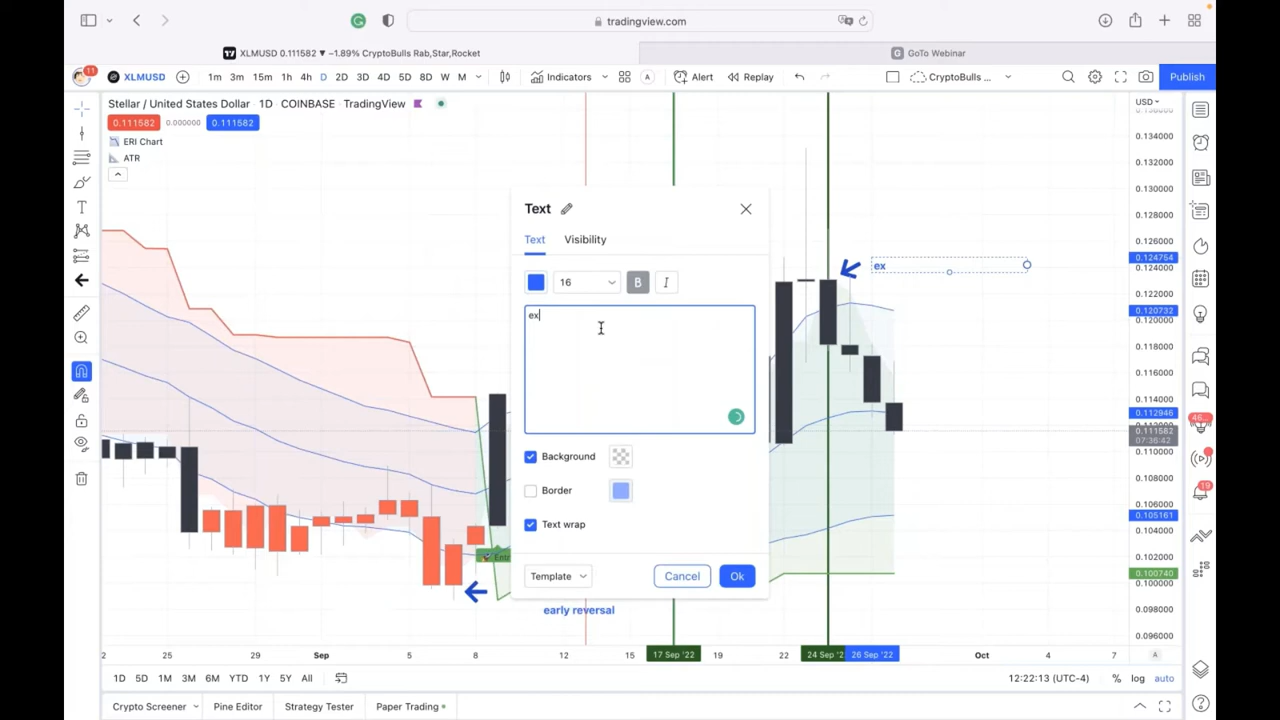 tradingview.com
XLMUSD 0.111582 ▼ −1.89% CryptoBulls Rab,Star,Rocket
GoTo Webinar
11
XLMUSD
1m 3m 15m 1h 4h D 2D 3D 4D 5D 8D W M
Indicators
Alert
Replay
CryptoBulls ...
Publish
Stellar / United States Dollar · 1D · COINBASE · TradingView
0.111582 0.000000 0.111582
ERI Chart
ATR
USD
0.134000
0.132000
0.130000
0.128000
0.126000
0.124754
0.124000
0.122000
0.120732
0.120000
0.118000
0.116000
0.114000
0.112946
0.111582
07:36:42
0.110000
0.108000
0.106000
0.105161
0.104000
0.102000
0.100740
0.100000
0.098000
0.096000
ex
Text
Text Visibility
16 B I
ex
Background
Border
Text wrap
Template Cancel Ok
early reversal
25 29 Sep 5 8 12 15 17 Sep '22 19 22 24 Sep '2 26 Sep '22 Oct 4 7 A
1D 5D 1M 3M 6M YTD 1Y 5Y All
12:22:13 (UTC-4) % log auto
Crypto Screener Pine Editor Strategy Tester Paper Trading
46
19